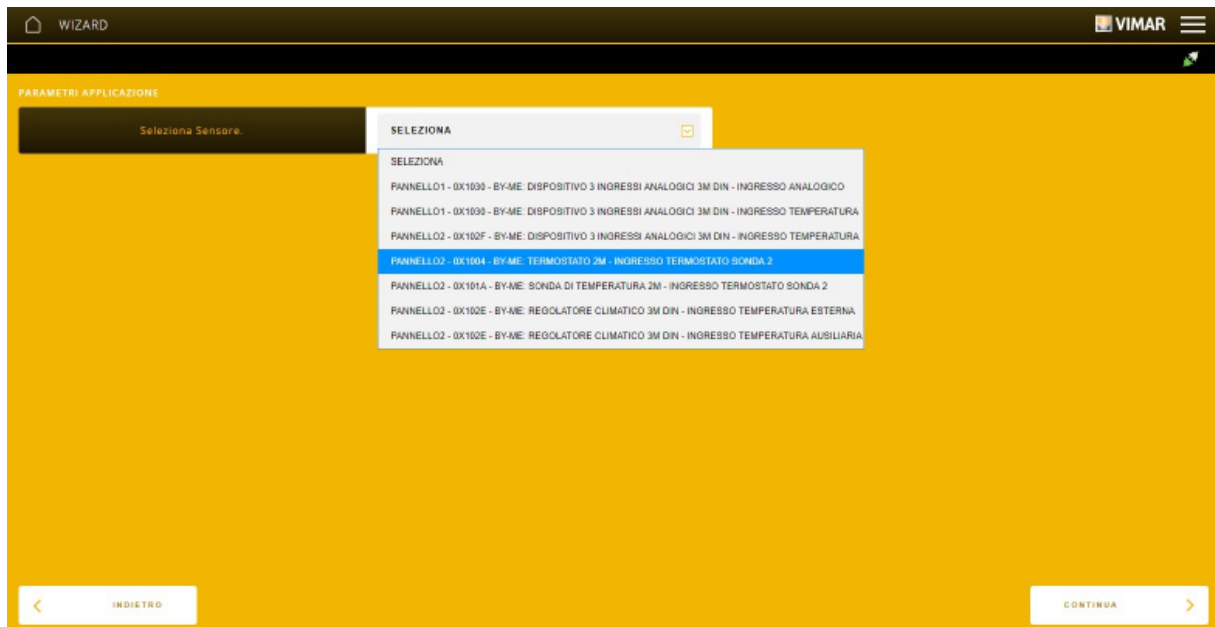 WIZARD
VIMAR
PARAMETRI APPLICAZIONE
Seleziona Sensore.
SELEZIONA
SELEZIONA
PANNELLO1 - 0X1030 - BY-ME: DISPOSITIVO 3 INGRESSI ANALOGICI 3M DIN - INGRESSO ANALOGICO
PANNELLO1 - 0X1030 - BY-ME: DISPOSITIVO 3 INGRESSI ANALOGICI 3M DIN - INGRESSO TEMPERATURA
PANNELLO2 - 0X102F - BY-ME: DISPOSITIVO 3 INGRESSI ANALOGICI 3M DIN - INGRESSO TEMPERATURA
PANNELLO2 - 0X1004 - BY-ME: TERMOSTATO 2M - INGRESSO TERMOSTATO SONDA 2
PANNELLO2 - 0X101A - BY-ME: SONDA DI TEMPERATURA 2M - INGRESSO TERMOSTATO SONDA 2
PANNELLO2 - 0X102E - BY-ME: REGOLATORE CLIMATICO 3M DIN - INGRESSO TEMPERATURA ESTERNA
PANNELLO2 - 0X102E - BY-ME: REGOLATORE CLIMATICO 3M DIN - INGRESSO TEMPERATURA AUSILIARIA
INDIETRO
CONTINUA